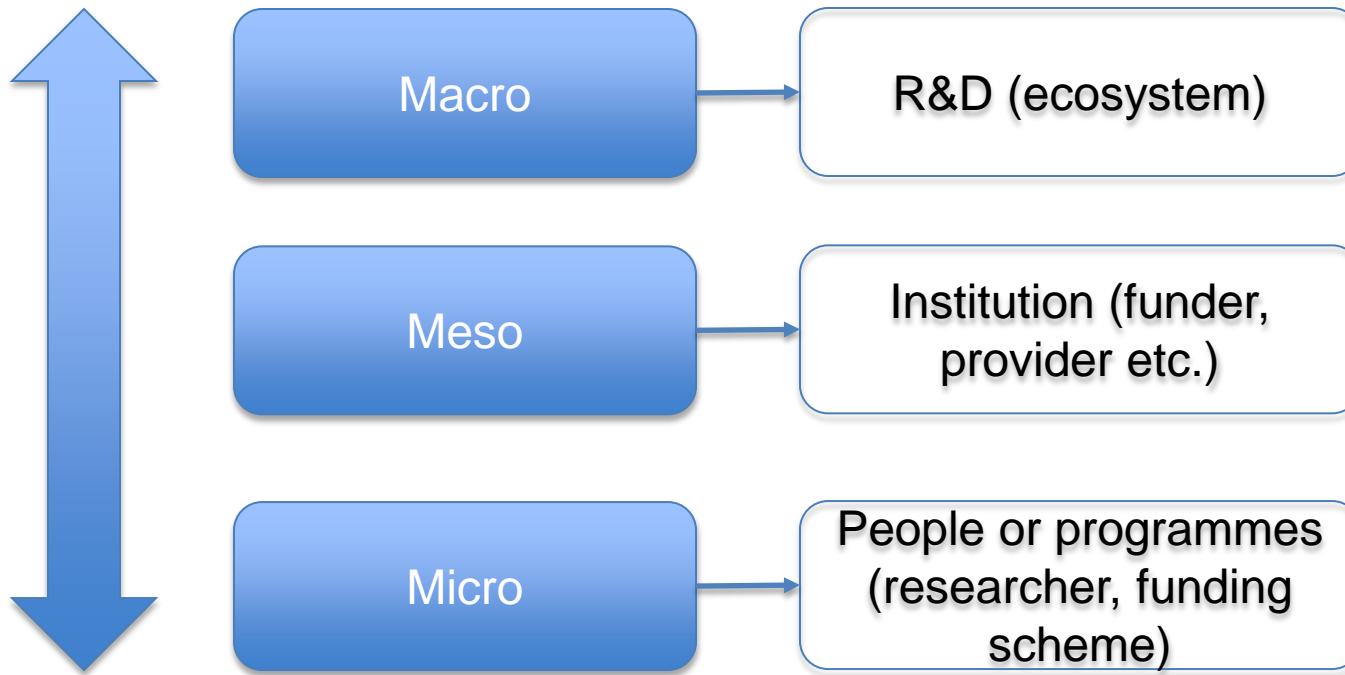 Macro
R&D (ecosystem)
Meso
Institution (funder,
provider etc.)
Micro
People or programmes
(researcher, funding
scheme)